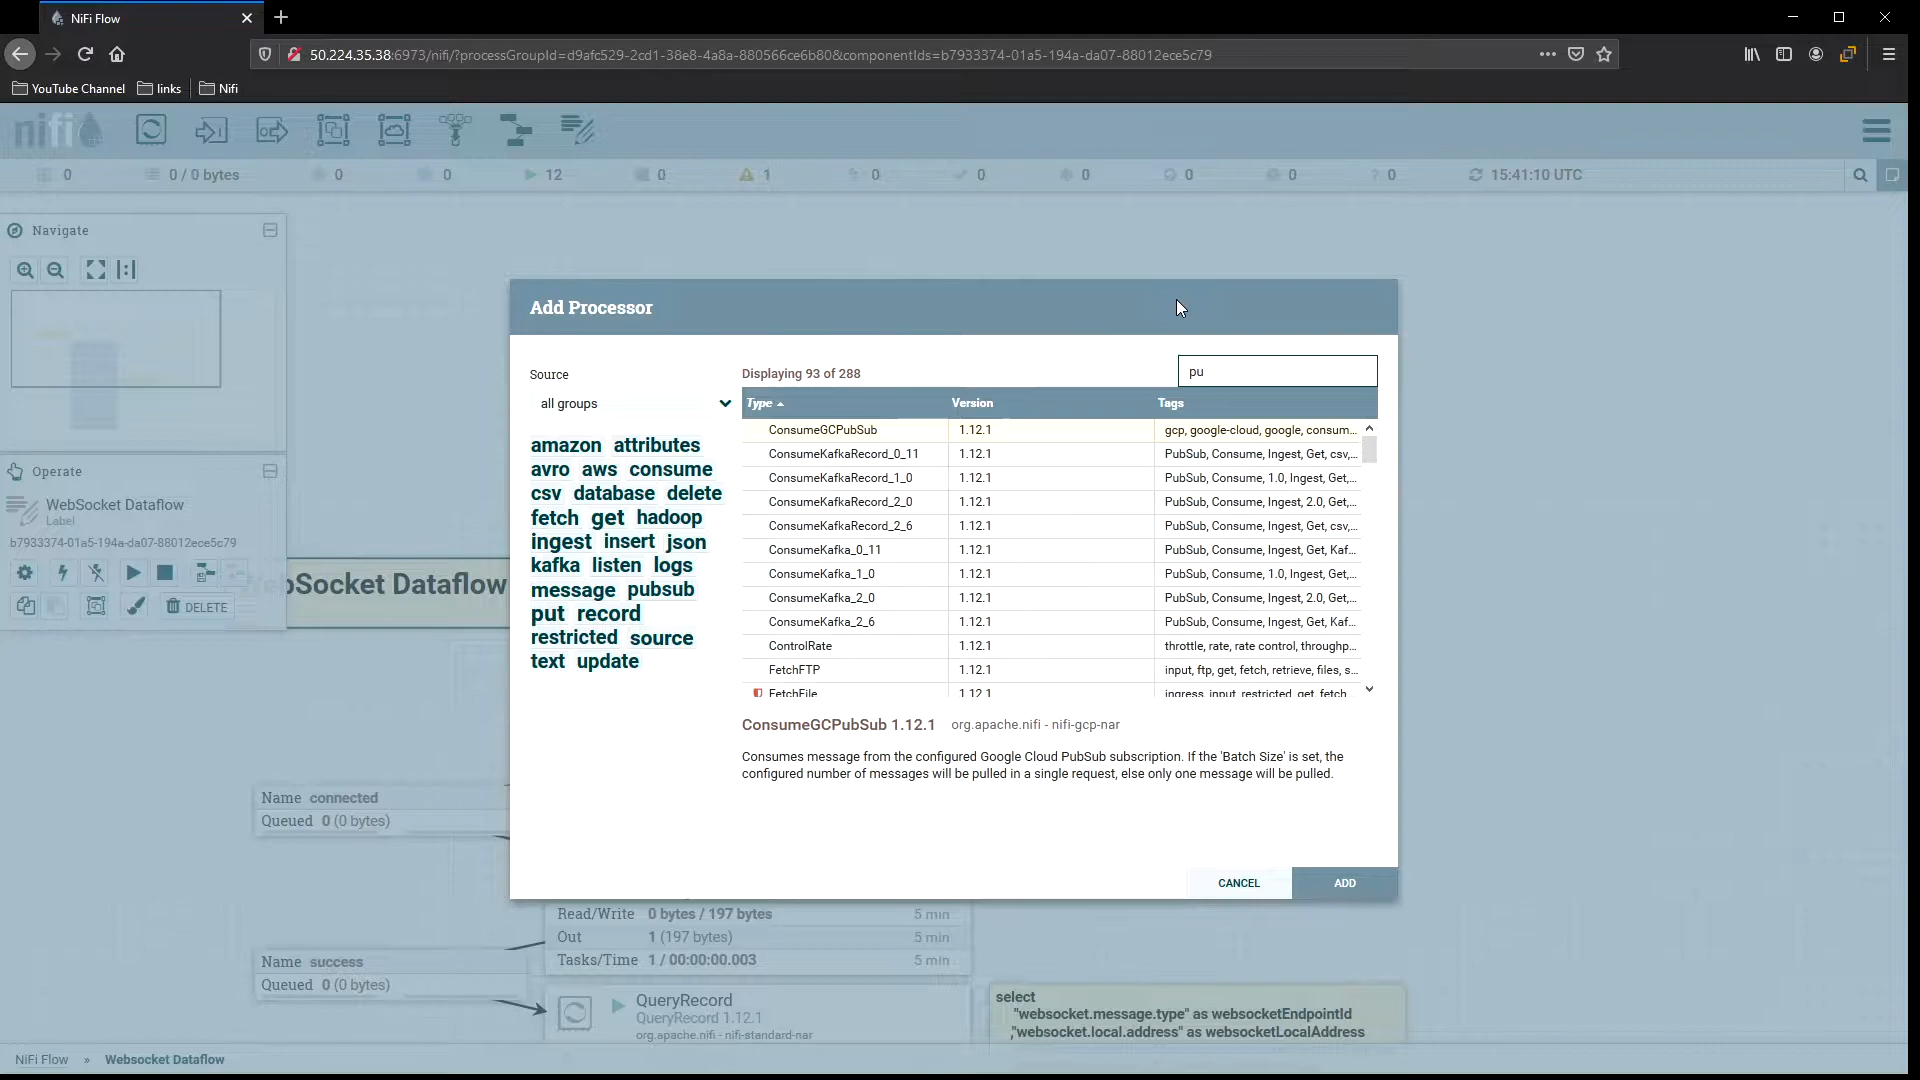 NiFi Flow
50.224.35.38:6973/nifi/?processGroupId=d9afc529-2cd1-38e8-4a8a-880566ce6b80&componentIds=b7933374-01a5-194a-da07-88012ece5c79
YouTube Channel links Nifi
nifi
0 0 / 0 bytes 0 0 12 0 1 0 0 0 0 0 ? 0 15:41:10 UTC
Navigate
Operate
WebSocket Dataflow
Label
b7933374-01a5-194a-da07-88012ece5c79
DELETE
bSocket Dataflow
Add Processor
Source
all groups
amazon attributes
avro aws consume
csv database delete
fetch get hadoop
ingest insert json
kafka listen logs
message pubsub
put record
restricted source
text update
Displaying 93 of 288
pu
Type Version Tags
ConsumeGCPubSub 1.12.1 gcp, google-cloud, google, consum...
ConsumeKafkaRecord_0_11 1.12.1 PubSub, Consume, Ingest, Get, csv,...
ConsumeKafkaRecord_1_0 1.12.1 PubSub, Consume, 1.0, Ingest, Get,...
ConsumeKafkaRecord_2_0 1.12.1 PubSub, Consume, Ingest, 2.0, Get,...
ConsumeKafkaRecord_2_6 1.12.1 PubSub, Consume, Ingest, Get, csv,...
ConsumeKafka_0_11 1.12.1 PubSub, Consume, Ingest, Get, Kaf...
ConsumeKafka_1_0 1.12.1 PubSub, Consume, 1.0, Ingest, Get,...
ConsumeKafka_2_0 1.12.1 PubSub, Consume, Ingest, 2.0, Get,...
ConsumeKafka_2_6 1.12.1 PubSub, Consume, Ingest, Get, Kaf...
ControlRate 1.12.1 throttle, rate, rate control, throughp...
FetchFTP 1.12.1 input, ftp, get, fetch, retrieve, files, s...
FetchFile 1.12.1 ingress, input, restricted, get, fetch...
ConsumeGCPubSub 1.12.1 org.apache.nifi - nifi-gcp-nar
Consumes message from the configured Google Cloud PubSub subscription. If the 'Batch Size' is set, the
configured number of messages will be pulled in a single request, else only one message will be pulled.
CANCEL ADD
Name connected
Queued 0 (0 bytes)
Read/Write 0 bytes / 197 bytes 5 min
Out 1 (197 bytes) 5 min
Tasks/Time 1 / 00:00:00.003 5 min
Name success
Queued 0 (0 bytes)
QueryRecord
QueryRecord 1.12.1
org.apache.nifi - nifi-standard-nar
select
"websocket.message.type" as websocketEndpointId
,"websocket.local.address" as websocketLocalAddress
NiFi Flow » Websocket Dataflow